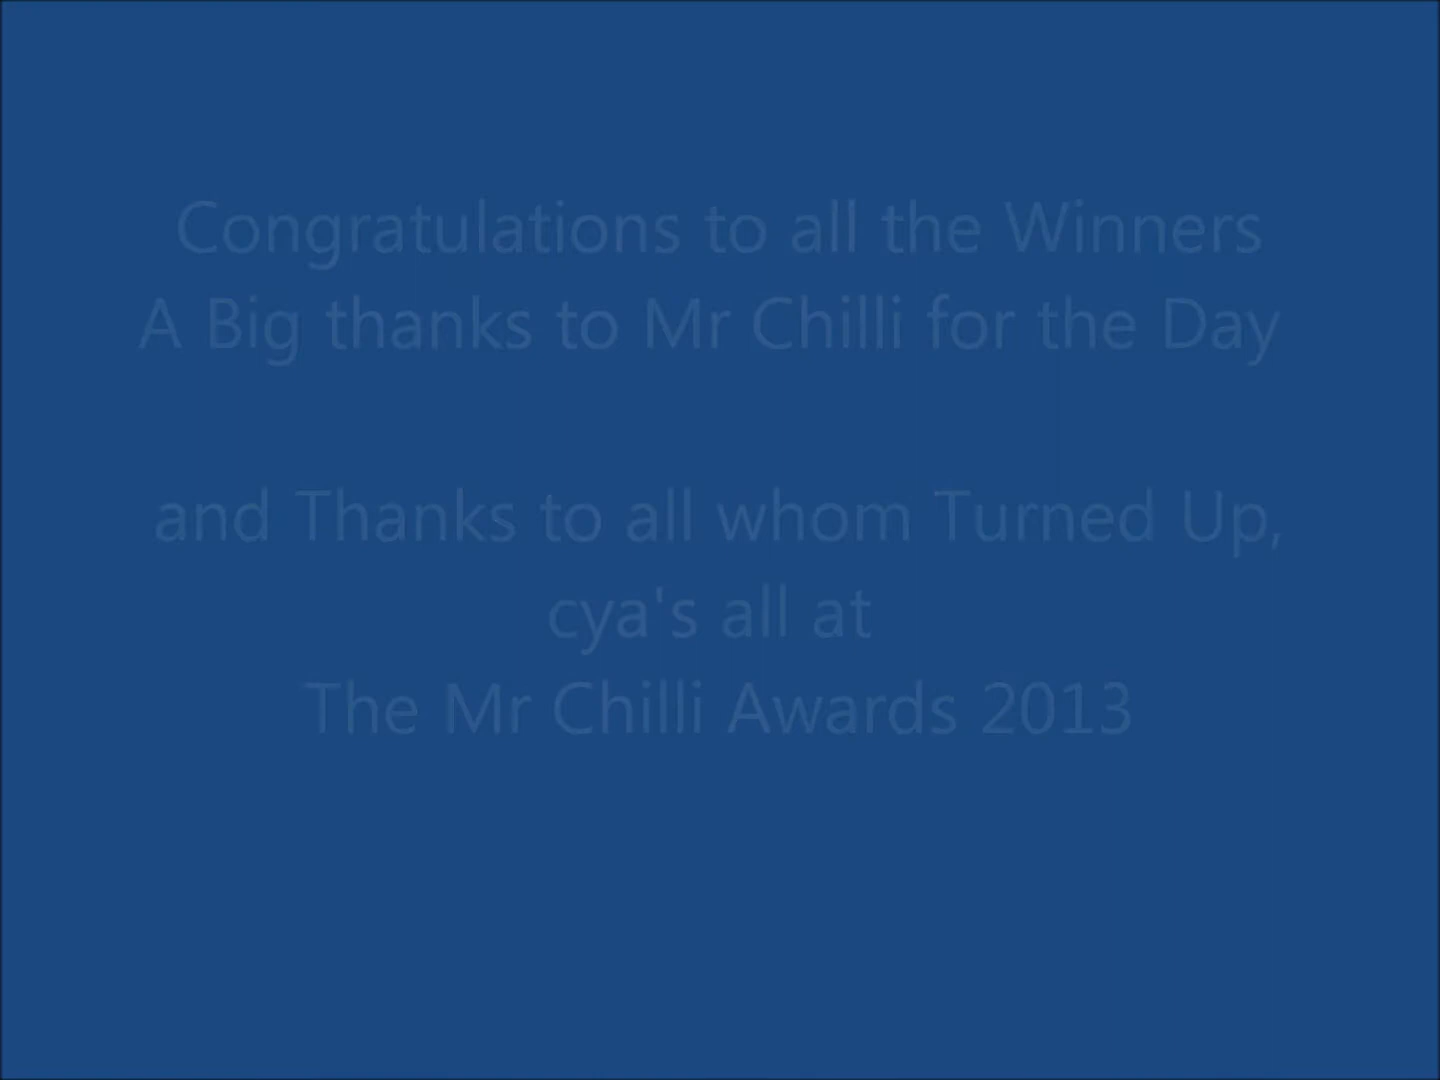 Congratulations to all the Winners
A Big thanks to Mr Chilli for the Day
and Thanks to all whom Turned Up,
cya's all at
The Mr Chilli Awards 2013